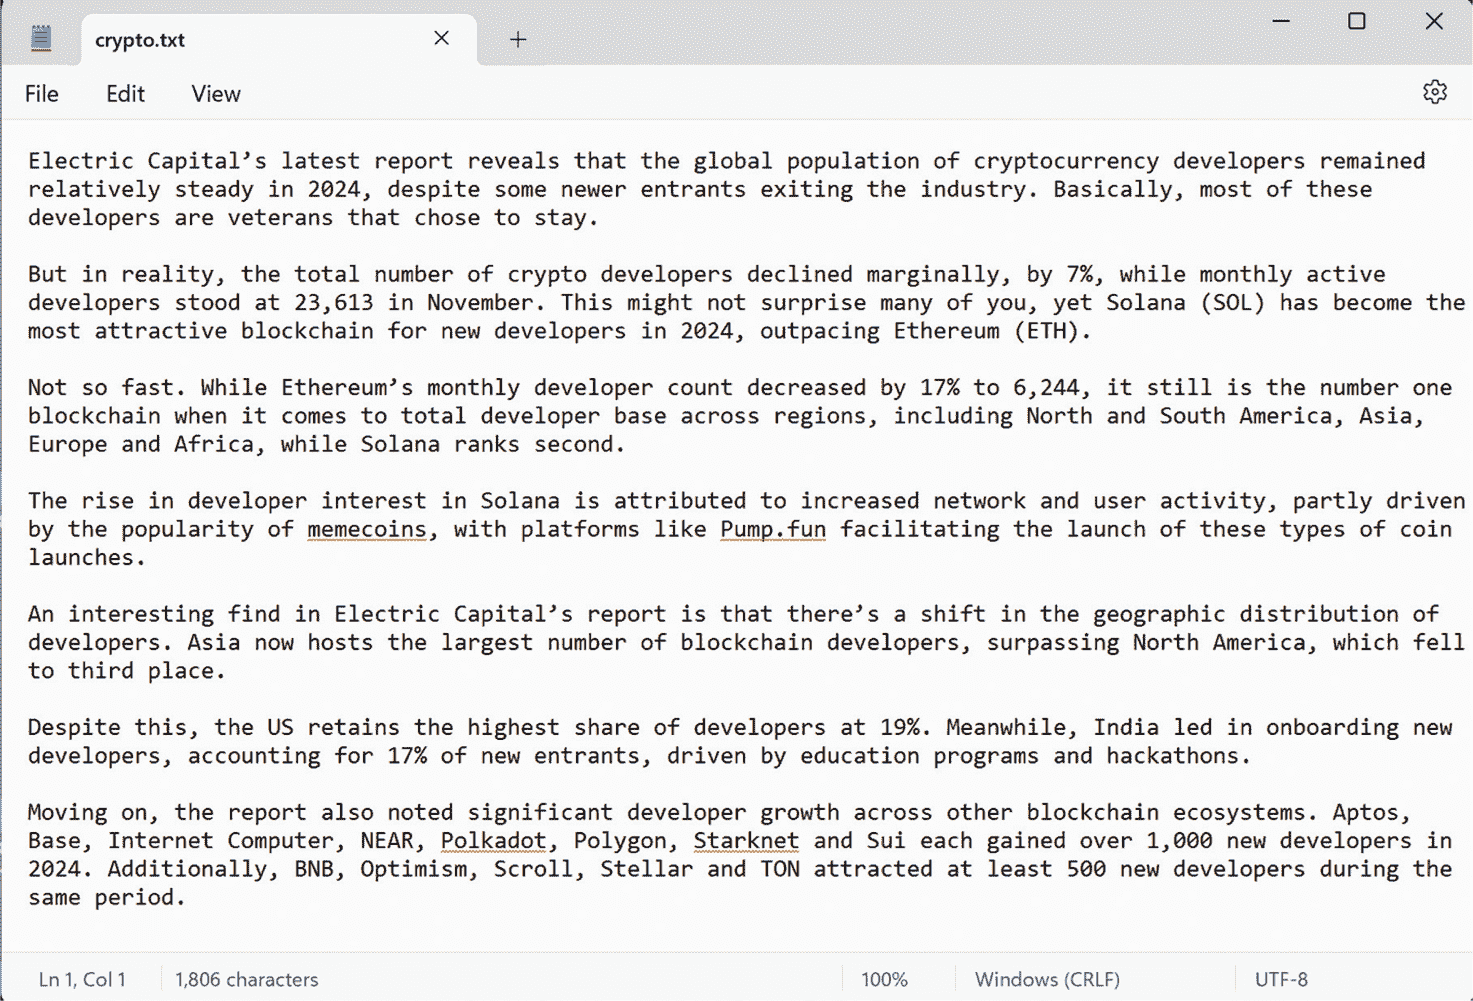 crypto.txt
File Edit View
Electric Capital’s latest report reveals that the global population of cryptocurrency developers remained
relatively steady in 2024, despite some newer entrants exiting the industry. Basically, most of these
developers are veterans that chose to stay.
But in reality, the total number of crypto developers declined marginally, by 7%, while monthly active
developers stood at 23,613 in November. This might not surprise many of you, yet Solana (SOL) has become the
most attractive blockchain for new developers in 2024, outpacing Ethereum (ETH).
Not so fast. While Ethereum’s monthly developer count decreased by 17% to 6,244, it still is the number one
blockchain when it comes to total developer base across regions, including North and South America, Asia,
Europe and Africa, while Solana ranks second.
The rise in developer interest in Solana is attributed to increased network and user activity, partly driven
by the popularity of memecoins, with platforms like Pump.fun facilitating the launch of these types of coin
launches.
An interesting find in Electric Capital’s report is that there’s a shift in the geographic distribution of
developers. Asia now hosts the largest number of blockchain developers, surpassing North America, which fell
to third place.
Despite this, the US retains the highest share of developers at 19%. Meanwhile, India led in onboarding new
developers, accounting for 17% of new entrants, driven by education programs and hackathons.
Moving on, the report also noted significant developer growth across other blockchain ecosystems. Aptos,
Base, Internet Computer, NEAR, Polkadot, Polygon, Starknet and Sui each gained over 1,000 new developers in
2024. Additionally, BNB, Optimism, Scroll, Stellar and TON attracted at least 500 new developers during the
same period.
Ln 1, Col 1 1,806 characters 100% Windows (CRLF) UTF-8